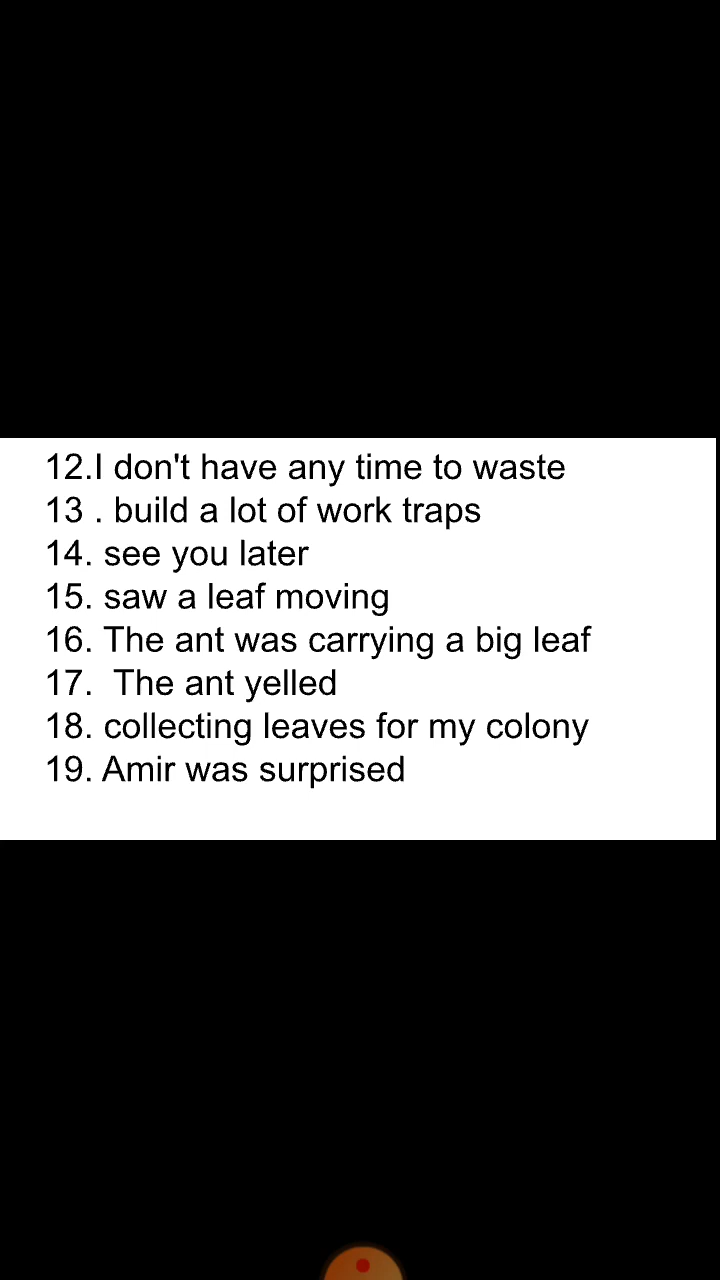 12.I don't have any time to waste
13 . build a lot of work traps
14. see you later
15. saw a leaf moving
16. The ant was carrying a big leaf
17.  The ant yelled
18. collecting leaves for my colony
19. Amir was surprised